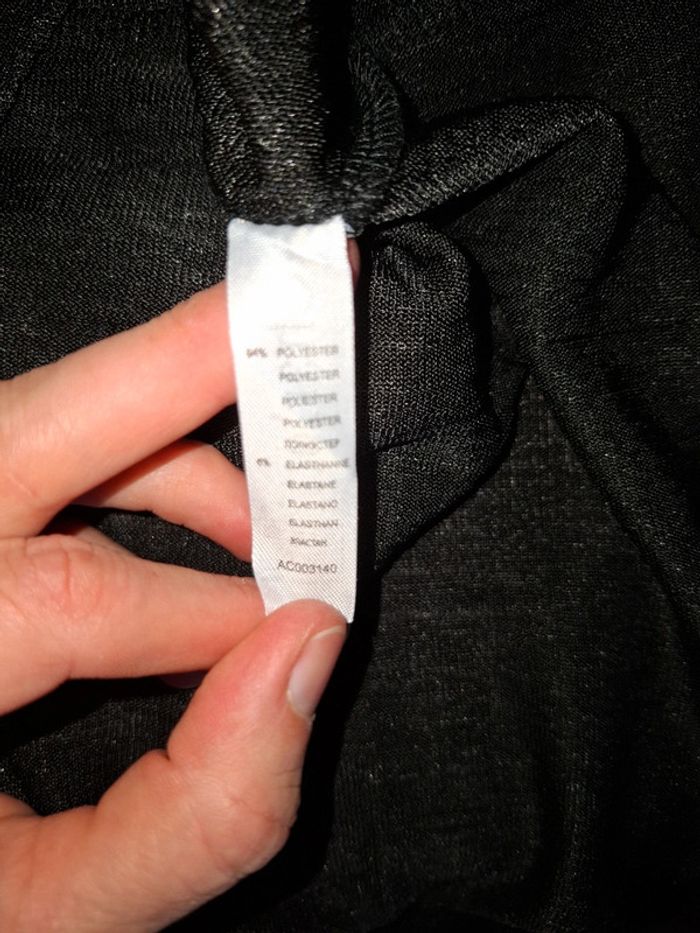 94% POLYESTER
POLYESTER
POLIESTER
POLYESTER
ПОЛИЭСТЕР
6% ELASTHANNE
ELASTANE
ELASTANO
ELASTHAN
ЭЛАСТАН
AC003140